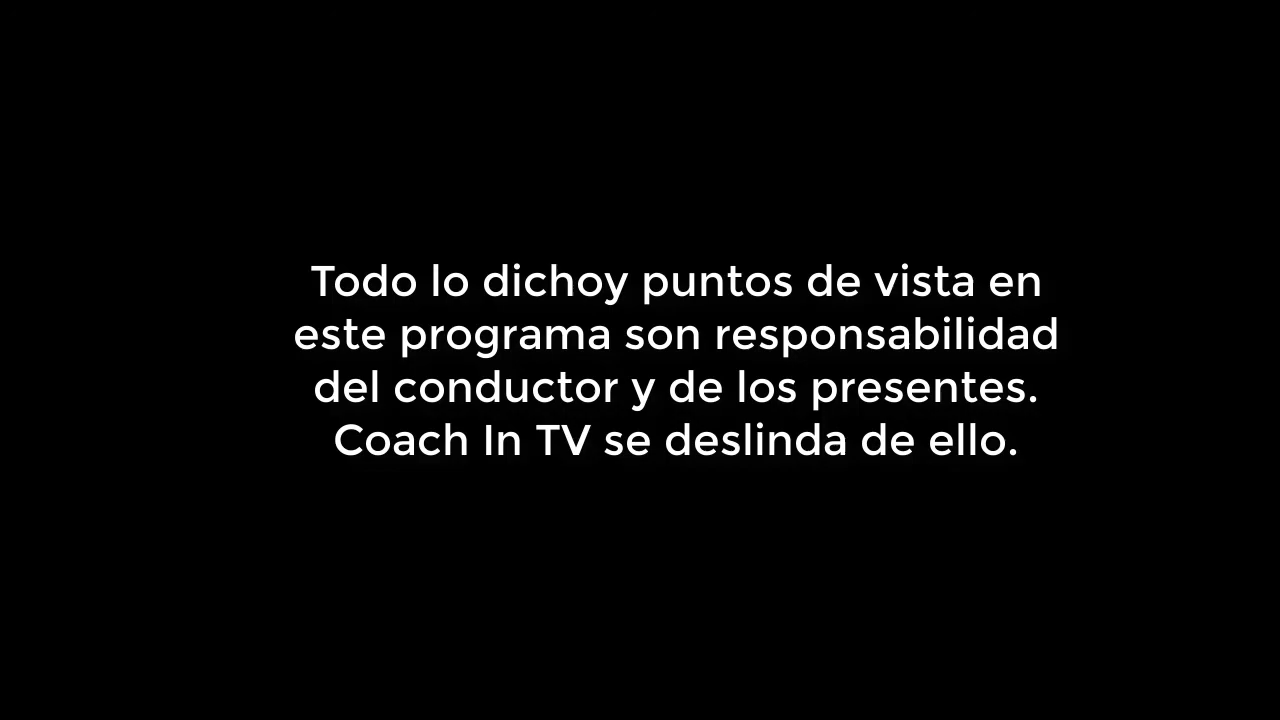 Todo lo dichoy puntos de vista en
este programa son responsabilidad
del conductor y de los presentes.
Coach In TV se deslinda de ello.